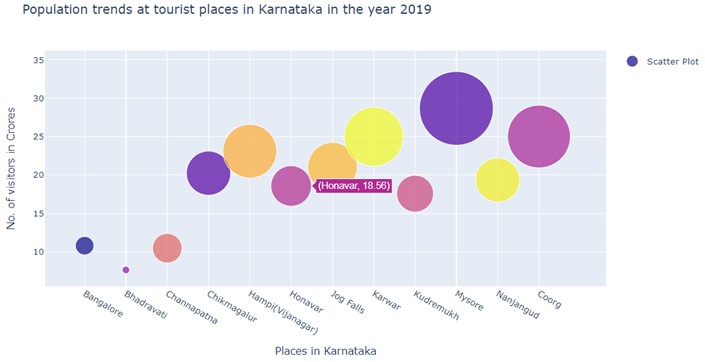 Population trends at tourist places in Karnataka in the year 2019
Scatter Plot
No. of visitors in Crores
35
30
25
20
15
10
(Honavar, 18.56)
Bangalore
Bhadravati
Channapatna
Chikmagalur
Hampi(Vijanagar)
Honavar
Jog Falls
Karwar
Kudremukh
Mysore
Nanjangud
Coorg
Places in Karnataka